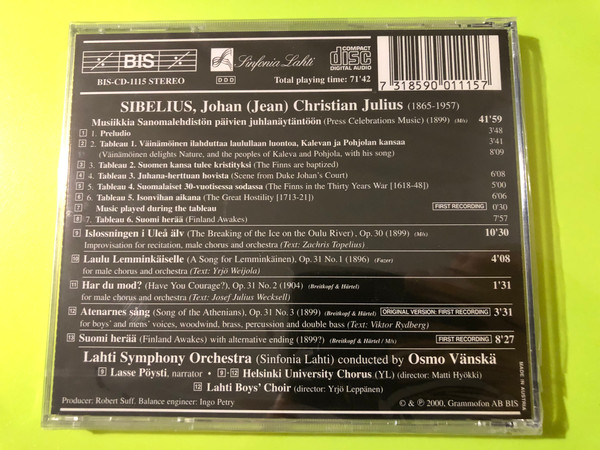 BIS
BIS-CD-1115 STEREO
DDD
Sinfonia Lahti
COMPACT
disc
DIGITAL AUDIO
Total playing time: 71'42
7 318590 011157
SIBELIUS, Johan (Jean) Christian Julius (1865-1957)
Musiikkia Sanomalehdistön päivien juhlanäytäntöön (Press Celebrations Music) (1899) (M/s) 41'59
1 1. Preludio 3'48
2 2. Tableau 1. Väinämöinen ilahduttaa laulullaan luontoa, Kalevan ja Pohjolan kansaa 3'41
(Väinämöinen delights Nature, and the peoples of Kaleva and Pohjola, with his song) 8'09
3 3. Tableau 2. Suomen kansa tulee kristityksi (The Finns are baptized)
4 4. Tableau 3. Juhana-herttuan hovista (Scene from Duke Johan's Court) 6'08
5 5. Tableau 4. Suomalaiset 30-vuotisessa sodassa (The Finns in the Thirty Years War [1618-48]) 5'00
6 6. Tableau 5. Isonvihan aikana (The Great Hostility [1713-21]) 6'06
7 Music played during the tableau FIRST RECORDING 0'30
8 7. Tableau 6. Suomi herää (Finland Awakes) 7'57
9 Islossningen i Uleå älv (The Breaking of the Ice on the Oulu River), Op. 30 (1899) (M/s) 10'30
Improvisation for recitation, male chorus and orchestra (Text: Zachris Topelius)
10 Laulu Lemminkäiselle (A Song for Lemminkäinen), Op. 31 No. 1 (1896) (Fazer) 4'08
for male chorus and orchestra (Text: Yrjö Weijola)
11 Har du mod? (Have You Courage?), Op. 31 No. 2 (1904) (Breitkopf & Härtel) 1'31
for male chorus and orchestra (Text: Josef Julius Wecksell)
12 Atenarnes sång (Song of the Athenians), Op. 31 No. 3 (1899) (Breitkopf & Härtel) ORIGINAL VERSION: FIRST RECORDING 3'31
for boys' and mens' voices, woodwind, brass, percussion and double bass (Text: Viktor Rydberg)
13 Suomi herää (Finland Awakes) with alternative ending (1899?) (Breitkopf & Härtel / M/s) FIRST RECORDING 8'27
Lahti Symphony Orchestra (Sinfonia Lahti) conducted by Osmo Vänskä
9 Lasse Pöysti, narrator • 9-12 Helsinki University Chorus (YL) (director: Matti Hyökki)
12 Lahti Boys' Choir (director: Yrjö Leppänen)
Producer: Robert Suff. Balance engineer: Ingo Petry
© & ℗ 2000, Grammofon AB BIS
MADE IN AUSTRIA